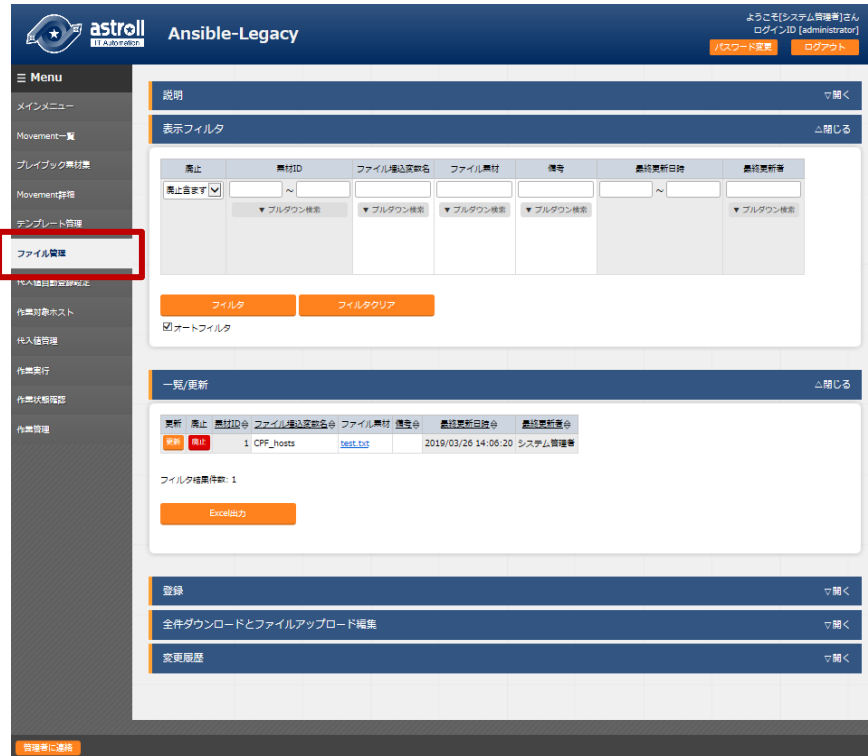 astroll
IT Automation
Ansible-Legacy
ようこそ[システム管理者]さん
ログインID [administrator]
パスワード変更 ログアウト
☰ Menu
メインメニュー
Movement一覧
プレイブック素材集
Movement詳細
テンプレート管理
ファイル管理
代入値自動登録設定
作業対象ホスト
代入値管理
作業実行
作業状態確認
作業管理
説明 ▽開く
表示フィルタ △閉じる
廃止 素材ID ファイル埋込変数名 ファイル素材 備考 最終更新日時 最終更新者
廃止含まず ~ ~
▼ プルダウン検索 ▼ プルダウン検索 ▼ プルダウン検索 ▼ プルダウン検索 ▼ プルダウン検索
フィルタ フィルタクリア
オートフィルタ
一覧/更新 △閉じる
更新 廃止 素材ID ファイル埋込変数名 ファイル素材 備考 最終更新日時 最終更新者
更新 廃止 1 CPF_hosts test.txt 2019/03/26 14:06:20 システム管理者
フィルタ結果件数: 1
Excel出力
登録 ▽開く
全件ダウンロードとファイルアップロード編集 ▽開く
変更履歴 ▽開く
管理者に連絡